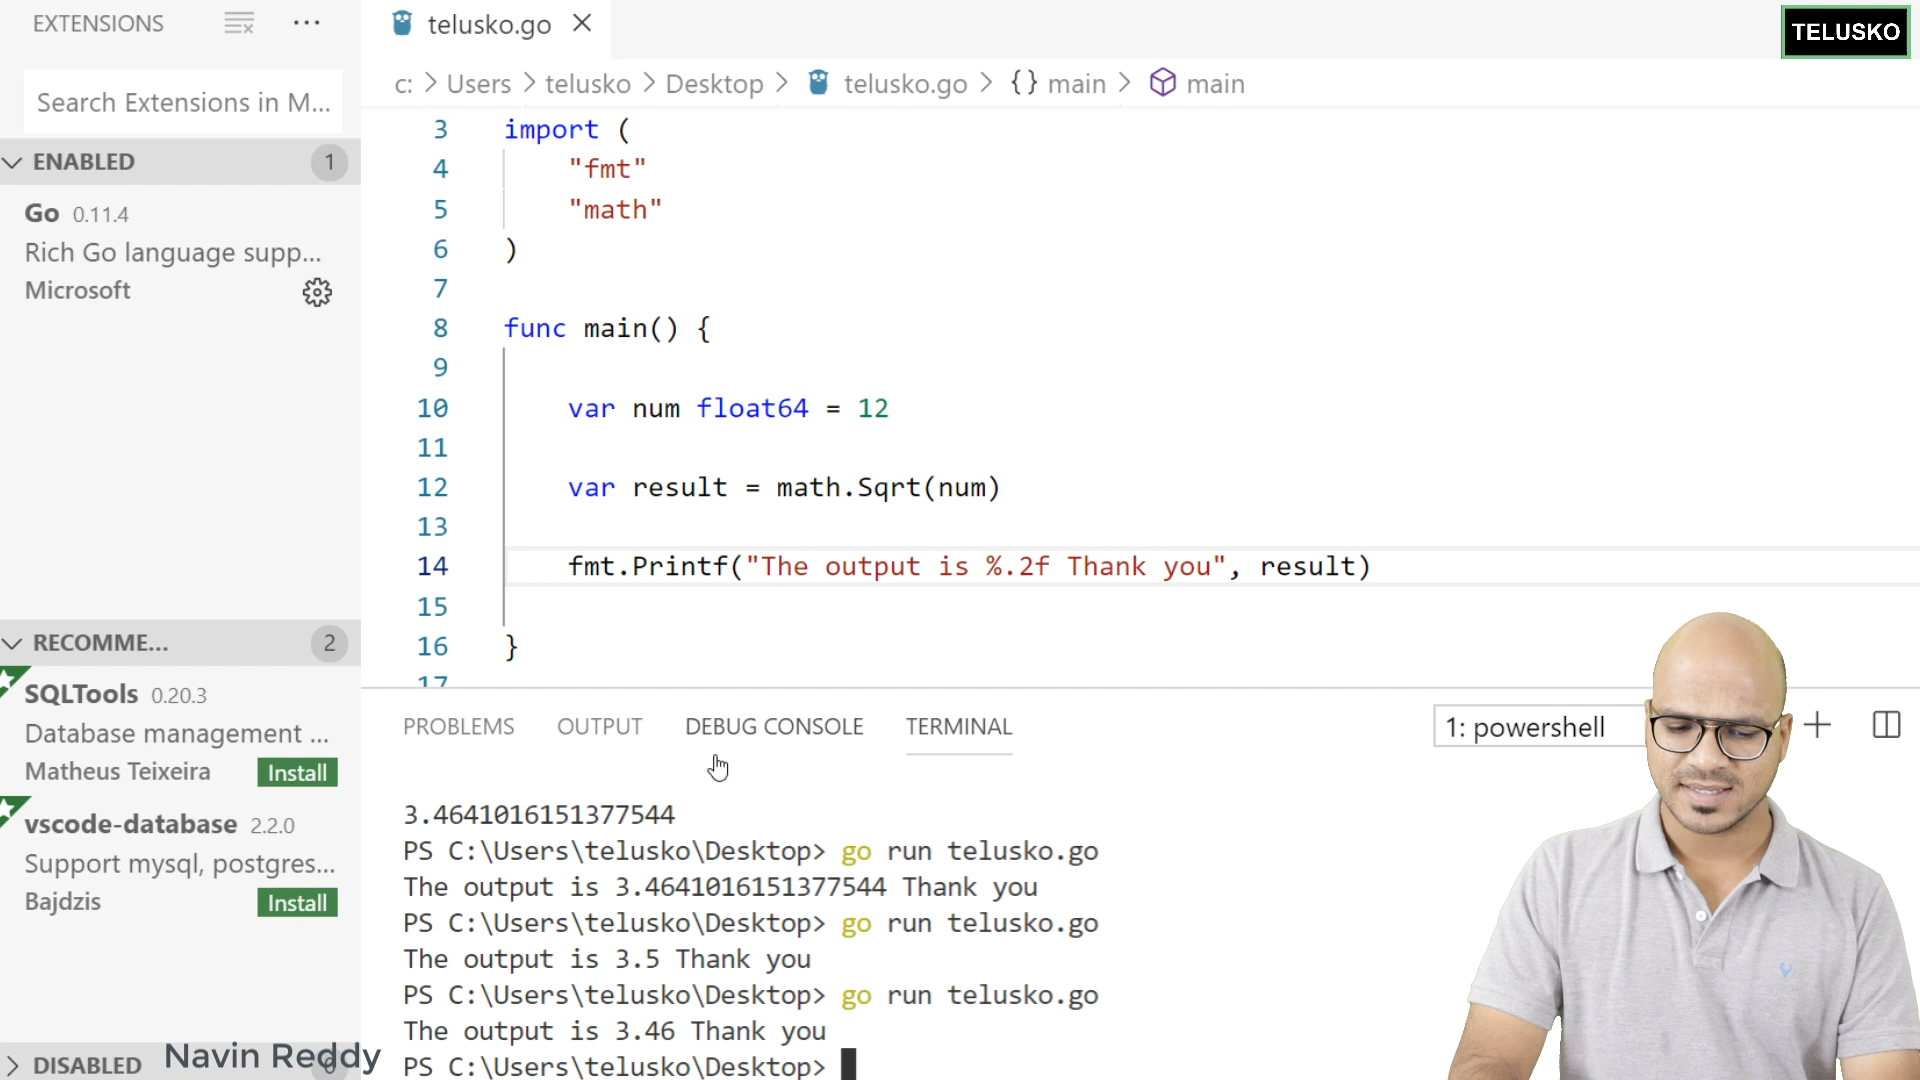 EXTENSIONS
Search Extensions in M...
ENABLED 1
Go 0.11.4
Rich Go language supp...
Microsoft
RECOMME... 2
SQLTools 0.20.3
Database management ...
Matheus Teixeira Install
vscode-database 2.2.0
Support mysql, postgres...
Bajdzis Install
DISABLED 0
Navin Reddy
telusko.go
TELUSKO
c: > Users > telusko > Desktop > telusko.go > {} main > main
3 import (
4 "fmt"
5 "math"
6 )
7
8 func main() {
9
10 var num float64 = 12
11
12 var result = math.Sqrt(num)
13
14 fmt.Printf("The output is %.2f Thank you", result)
15
16 }
17
PROBLEMS OUTPUT DEBUG CONSOLE TERMINAL 1: powershell
3.4641016151377544
PS C:\Users\telusko\Desktop> go run telusko.go
The output is 3.4641016151377544 Thank you
PS C:\Users\telusko\Desktop> go run telusko.go
The output is 3.5 Thank you
PS C:\Users\telusko\Desktop> go run telusko.go
The output is 3.46 Thank you
PS C:\Users\telusko\Desktop>